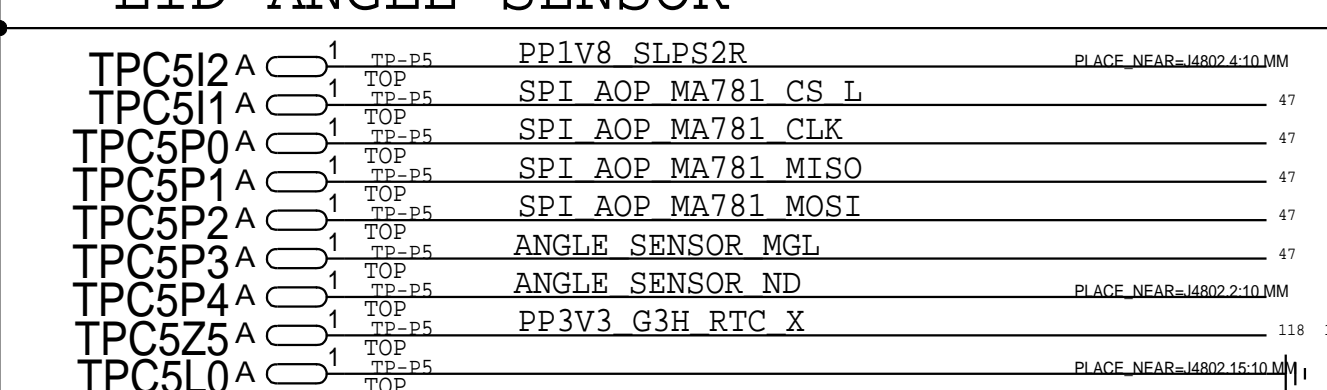 LID ANGLE SENSOR
TPC5I2 A 1 TP-P5 TOP PP1V8_SLPS2R PLACE_NEAR=J4802.4:10.MM
TPC5I1 A 1 TP-P5 TOP SPI_AOP_MA781_CS_L 47
TPC5P0 A 1 TP-P5 TOP SPI_AOP_MA781_CLK 47
TPC5P1 A 1 TP-P5 TOP SPI_AOP_MA781_MISO 47
TPC5P2 A 1 TP-P5 TOP SPI_AOP_MA781_MOSI 47
TPC5P3 A 1 TP-P5 TOP ANGLE_SENSOR_MGL 47
TPC5P4 A 1 TP-P5 TOP ANGLE_SENSOR_ND PLACE_NEAR=J4802.2:10.MM
TPC5Z5 A 1 TP-P5 TOP PP3V3_G3H_RTC_X 118
TPC5L0 A 1 TP-P5 TOP PLACE_NEAR=J4802.15:10.MM